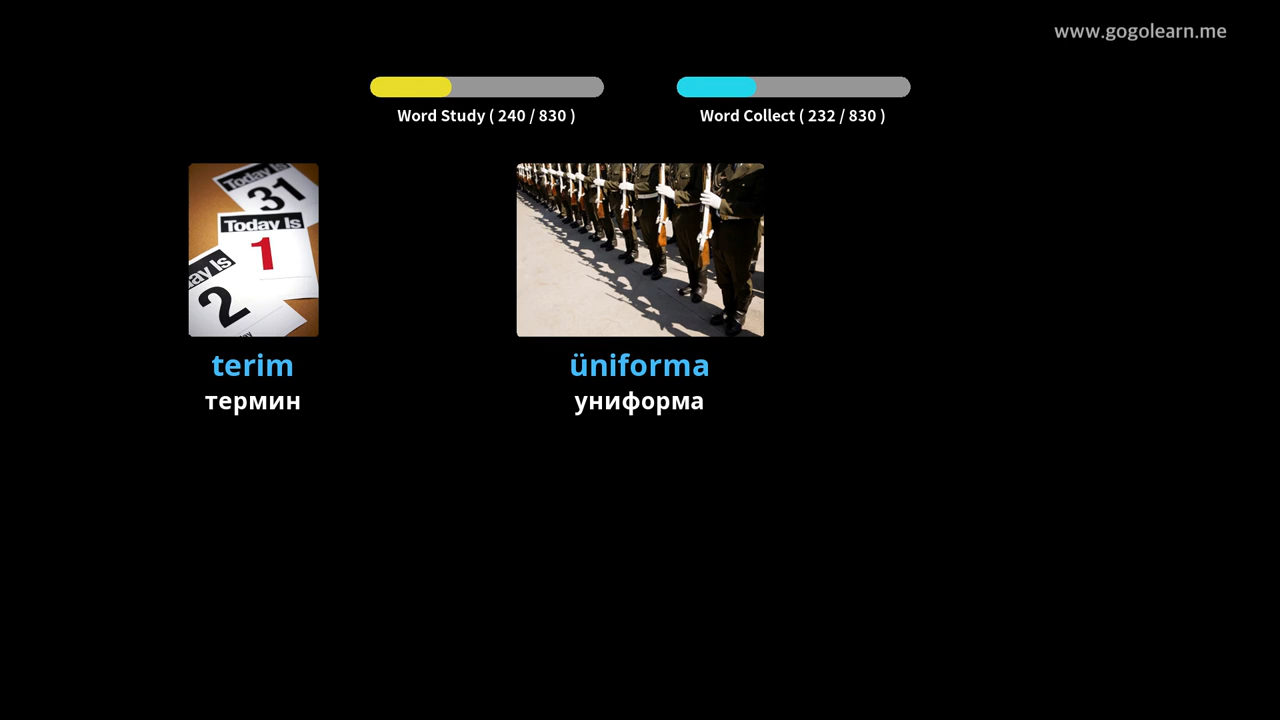 www.gogolearn.me
Word Study ( 240 / 830 )
Word Collect ( 232 / 830 )
Today Is
31
Today Is
1
ay Is
2
terim
термин
üniforma
униформа